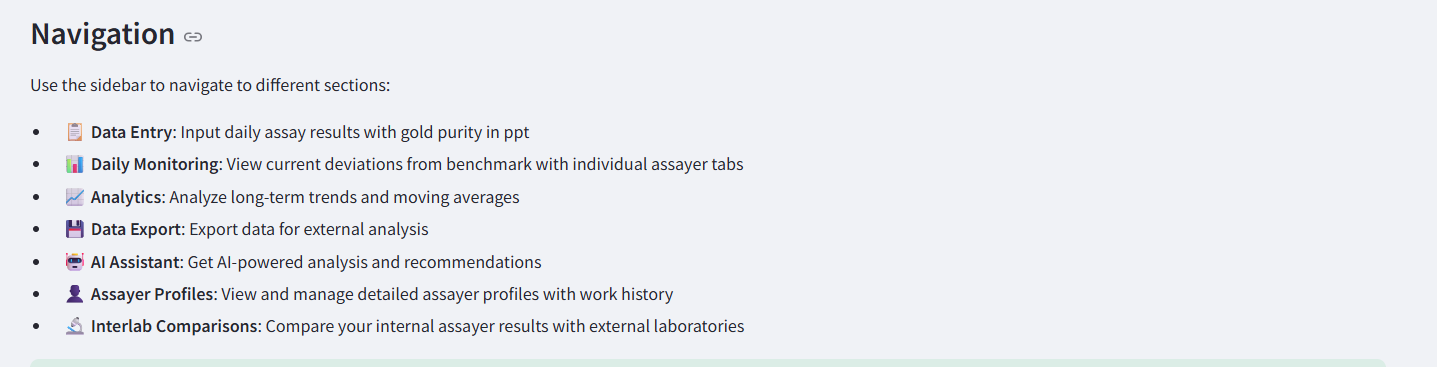 Navigation
Use the sidebar to navigate to different sections:
Data Entry: Input daily assay results with gold purity in ppt
Daily Monitoring: View current deviations from benchmark with individual assayer tabs
Analytics: Analyze long-term trends and moving averages
Data Export: Export data for external analysis
AI Assistant: Get AI-powered analysis and recommendations
Assayer Profiles: View and manage detailed assayer profiles with work history
Interlab Comparisons: Compare your internal assayer results with external laboratories